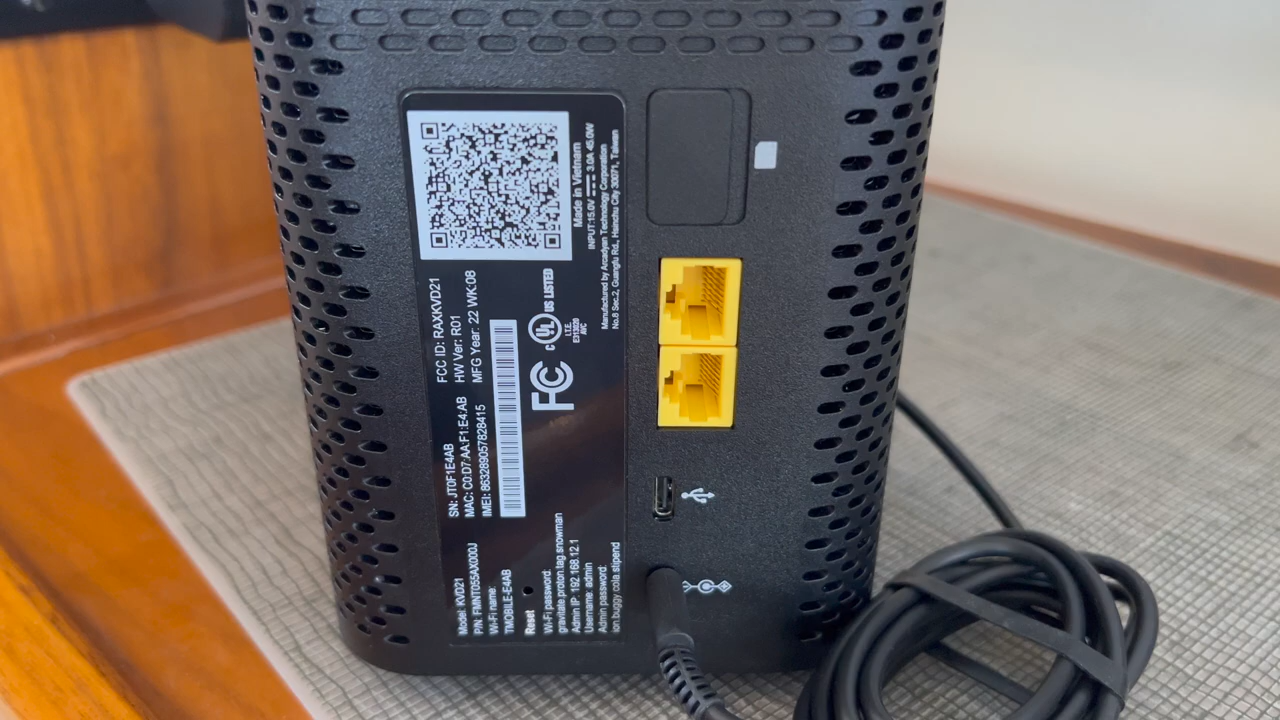 Made in Vietnam
INPUT:15.0V 3.0A 45.0W
Manufactured by Arcadyan Technology Corporation
No.8 Sec.2, Guangfu Rd., Hsinchu City 30071, Taiwan
FCC ID: RAXKVD21
HW Ver: R01
MFG Year: 22 WK:08
c UL US LISTED
I.T.E.
AVC
FC
SN: JT0F1E4AB
MAC: C0:D7:AA:F1:E4:AB
IMEI: 863289057828415
Model: KVD21
P/N: FMNT055AX000J
Wi-Fi name:
TMOBILE-E4AB
Reset
Wi-Fi password:
gravitate.proton.tag.snowman
Admin IP: 192.168.12.1
Username: admin
Admin password:
ion.buggy.cola.stipend